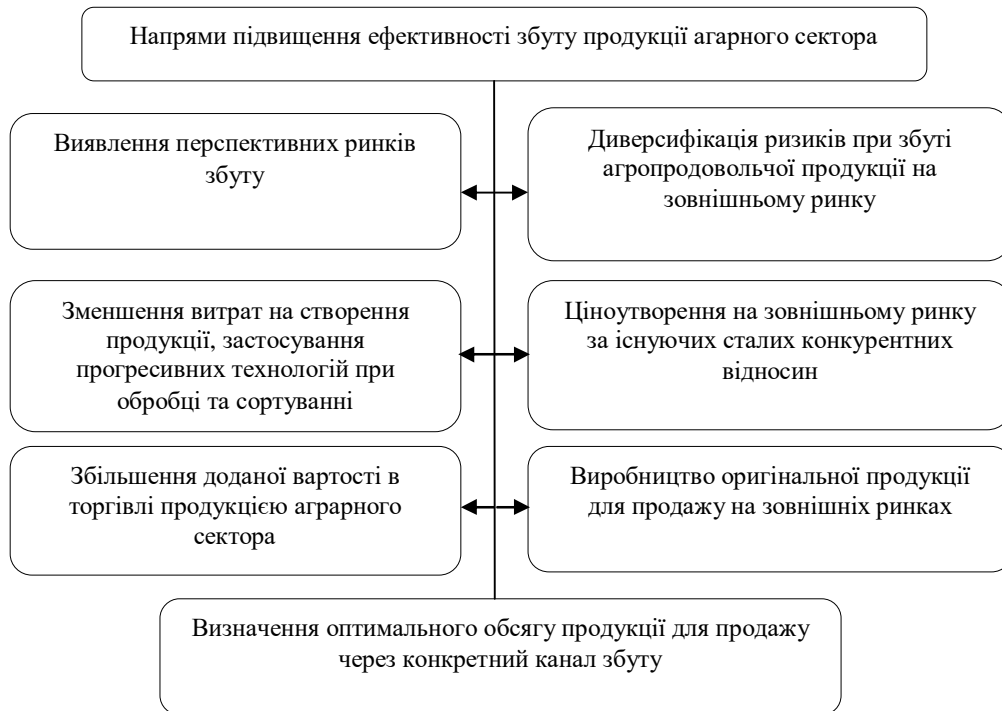 Напрями підвищення ефективності збуту продукції агарного сектора
Виявлення перспективних ринків
збуту
Диверсифікація ризиків при збуті
агропродовольчої продукції на
зовнішньому ринку
Зменшення витрат на створення
продукції, застосування
прогресивних технологій при
обробці та сортуванні
Ціноутворення на зовнішньому ринку
за існуючих сталих конкурентних
відносин
Збільшення доданої вартості в
торгівлі продукцією аграрного
сектора
Виробництво оригінальної продукції
для продажу на зовнішніх ринках
Визначення оптимального обсягу продукції для продажу
через конкретний канал збуту